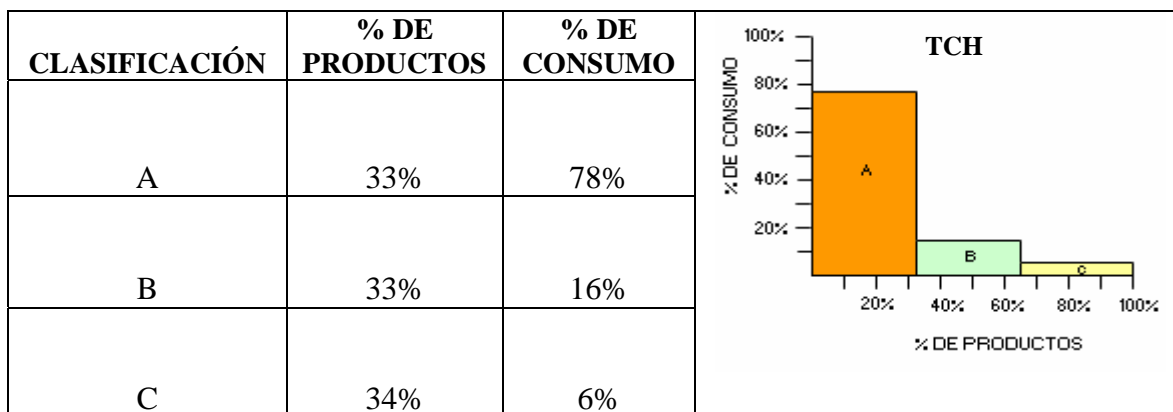 CLASIFICACIÓN
% DE
PRODUCTOS
% DE
CONSUMO
A
33%
78%
B
33%
16%
C
34%
6%
TCH
% DE CONSUMO
100%
80%
60%
40%
20%
A
B
C
20%
40%
60%
80%
100%
% DE PRODUCTOS